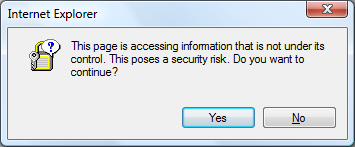 Internet Explorer
This page is accessing information that is not under its
control. This poses a security risk. Do you want to
continue?
Yes No